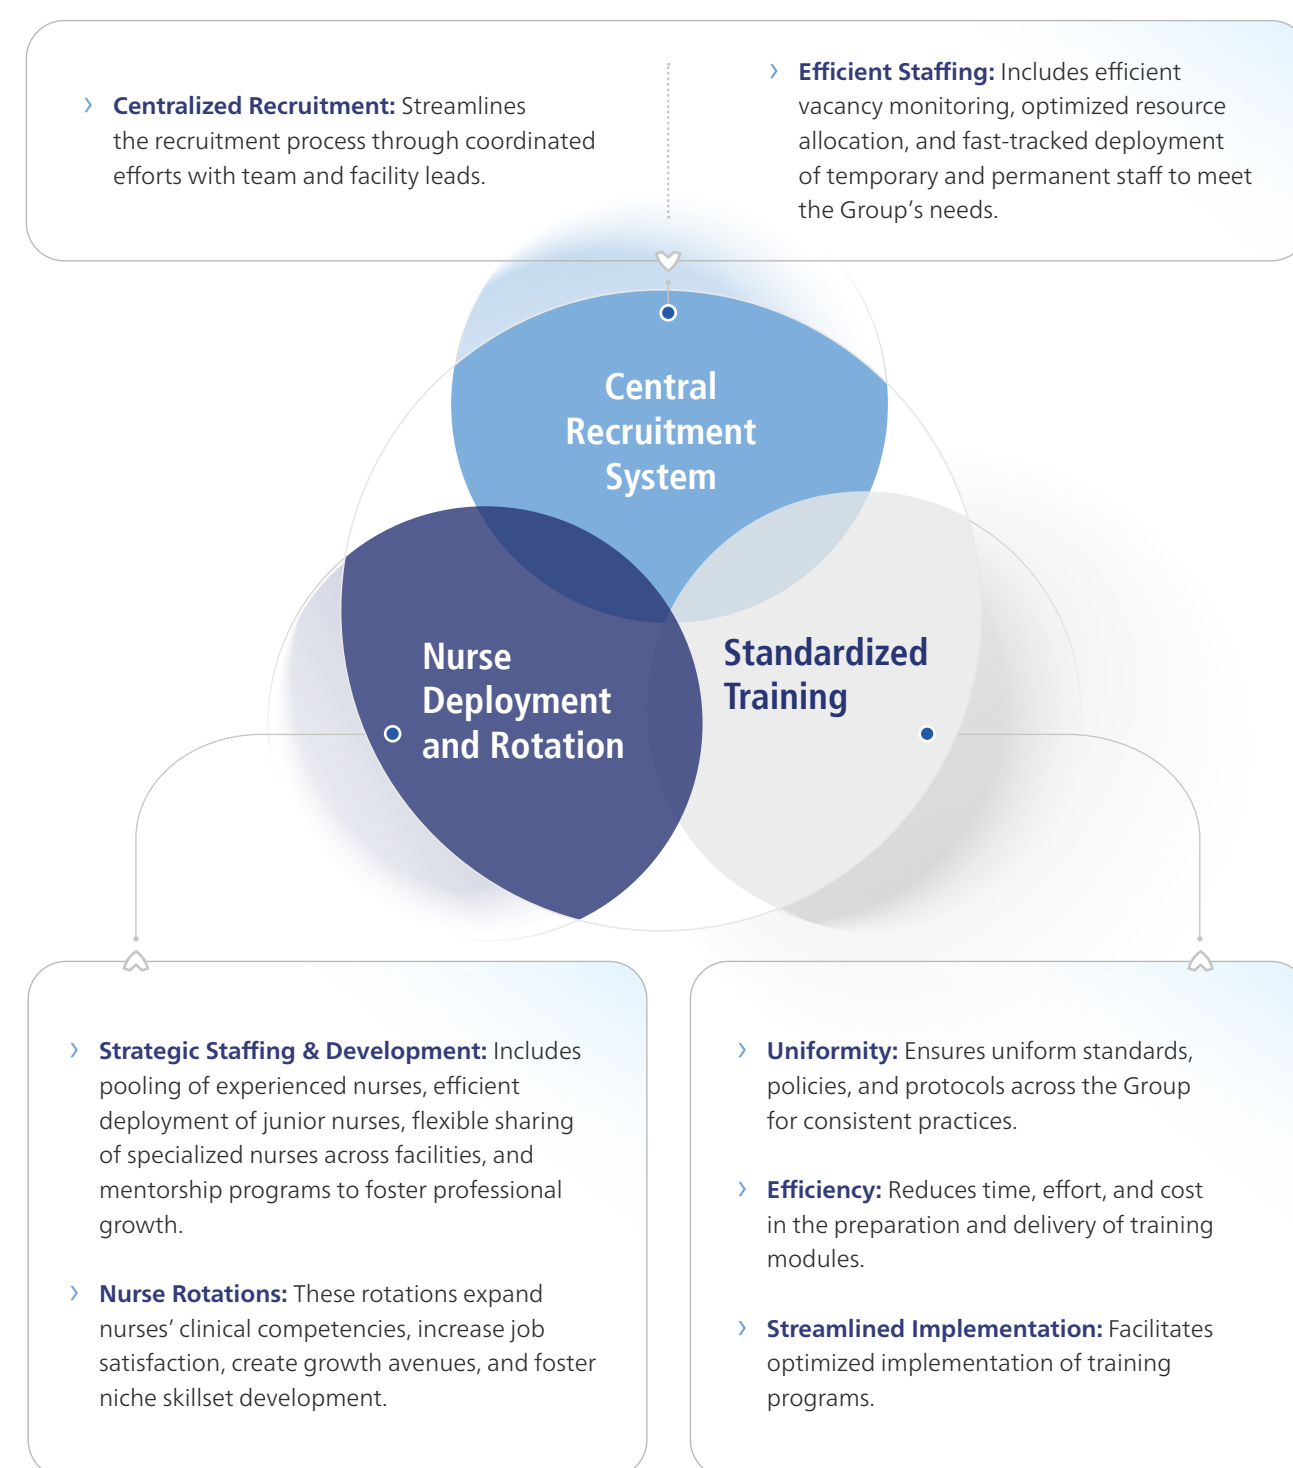 › Centralized Recruitment: Streamlines
the recruitment process through coordinated
efforts with team and facility leads.
› Efficient Staffing: Includes efficient
vacancy monitoring, optimized resource
allocation, and fast-tracked deployment
of temporary and permanent staff to meet
the Group’s needs.
Central
Recruitment
System
Nurse
Deployment
and Rotation
Standardized
Training
› Strategic Staffing & Development: Includes
pooling of experienced nurses, efficient
deployment of junior nurses, flexible sharing
of specialized nurses across facilities, and
mentorship programs to foster professional
growth.
› Nurse Rotations: These rotations expand
nurses’ clinical competencies, increase job
satisfaction, create growth avenues, and foster
niche skillset development.
› Uniformity: Ensures uniform standards,
policies, and protocols across the Group
for consistent practices.
› Efficiency: Reduces time, effort, and cost
in the preparation and delivery of training
modules.
› Streamlined Implementation: Facilitates
optimized implementation of training
programs.